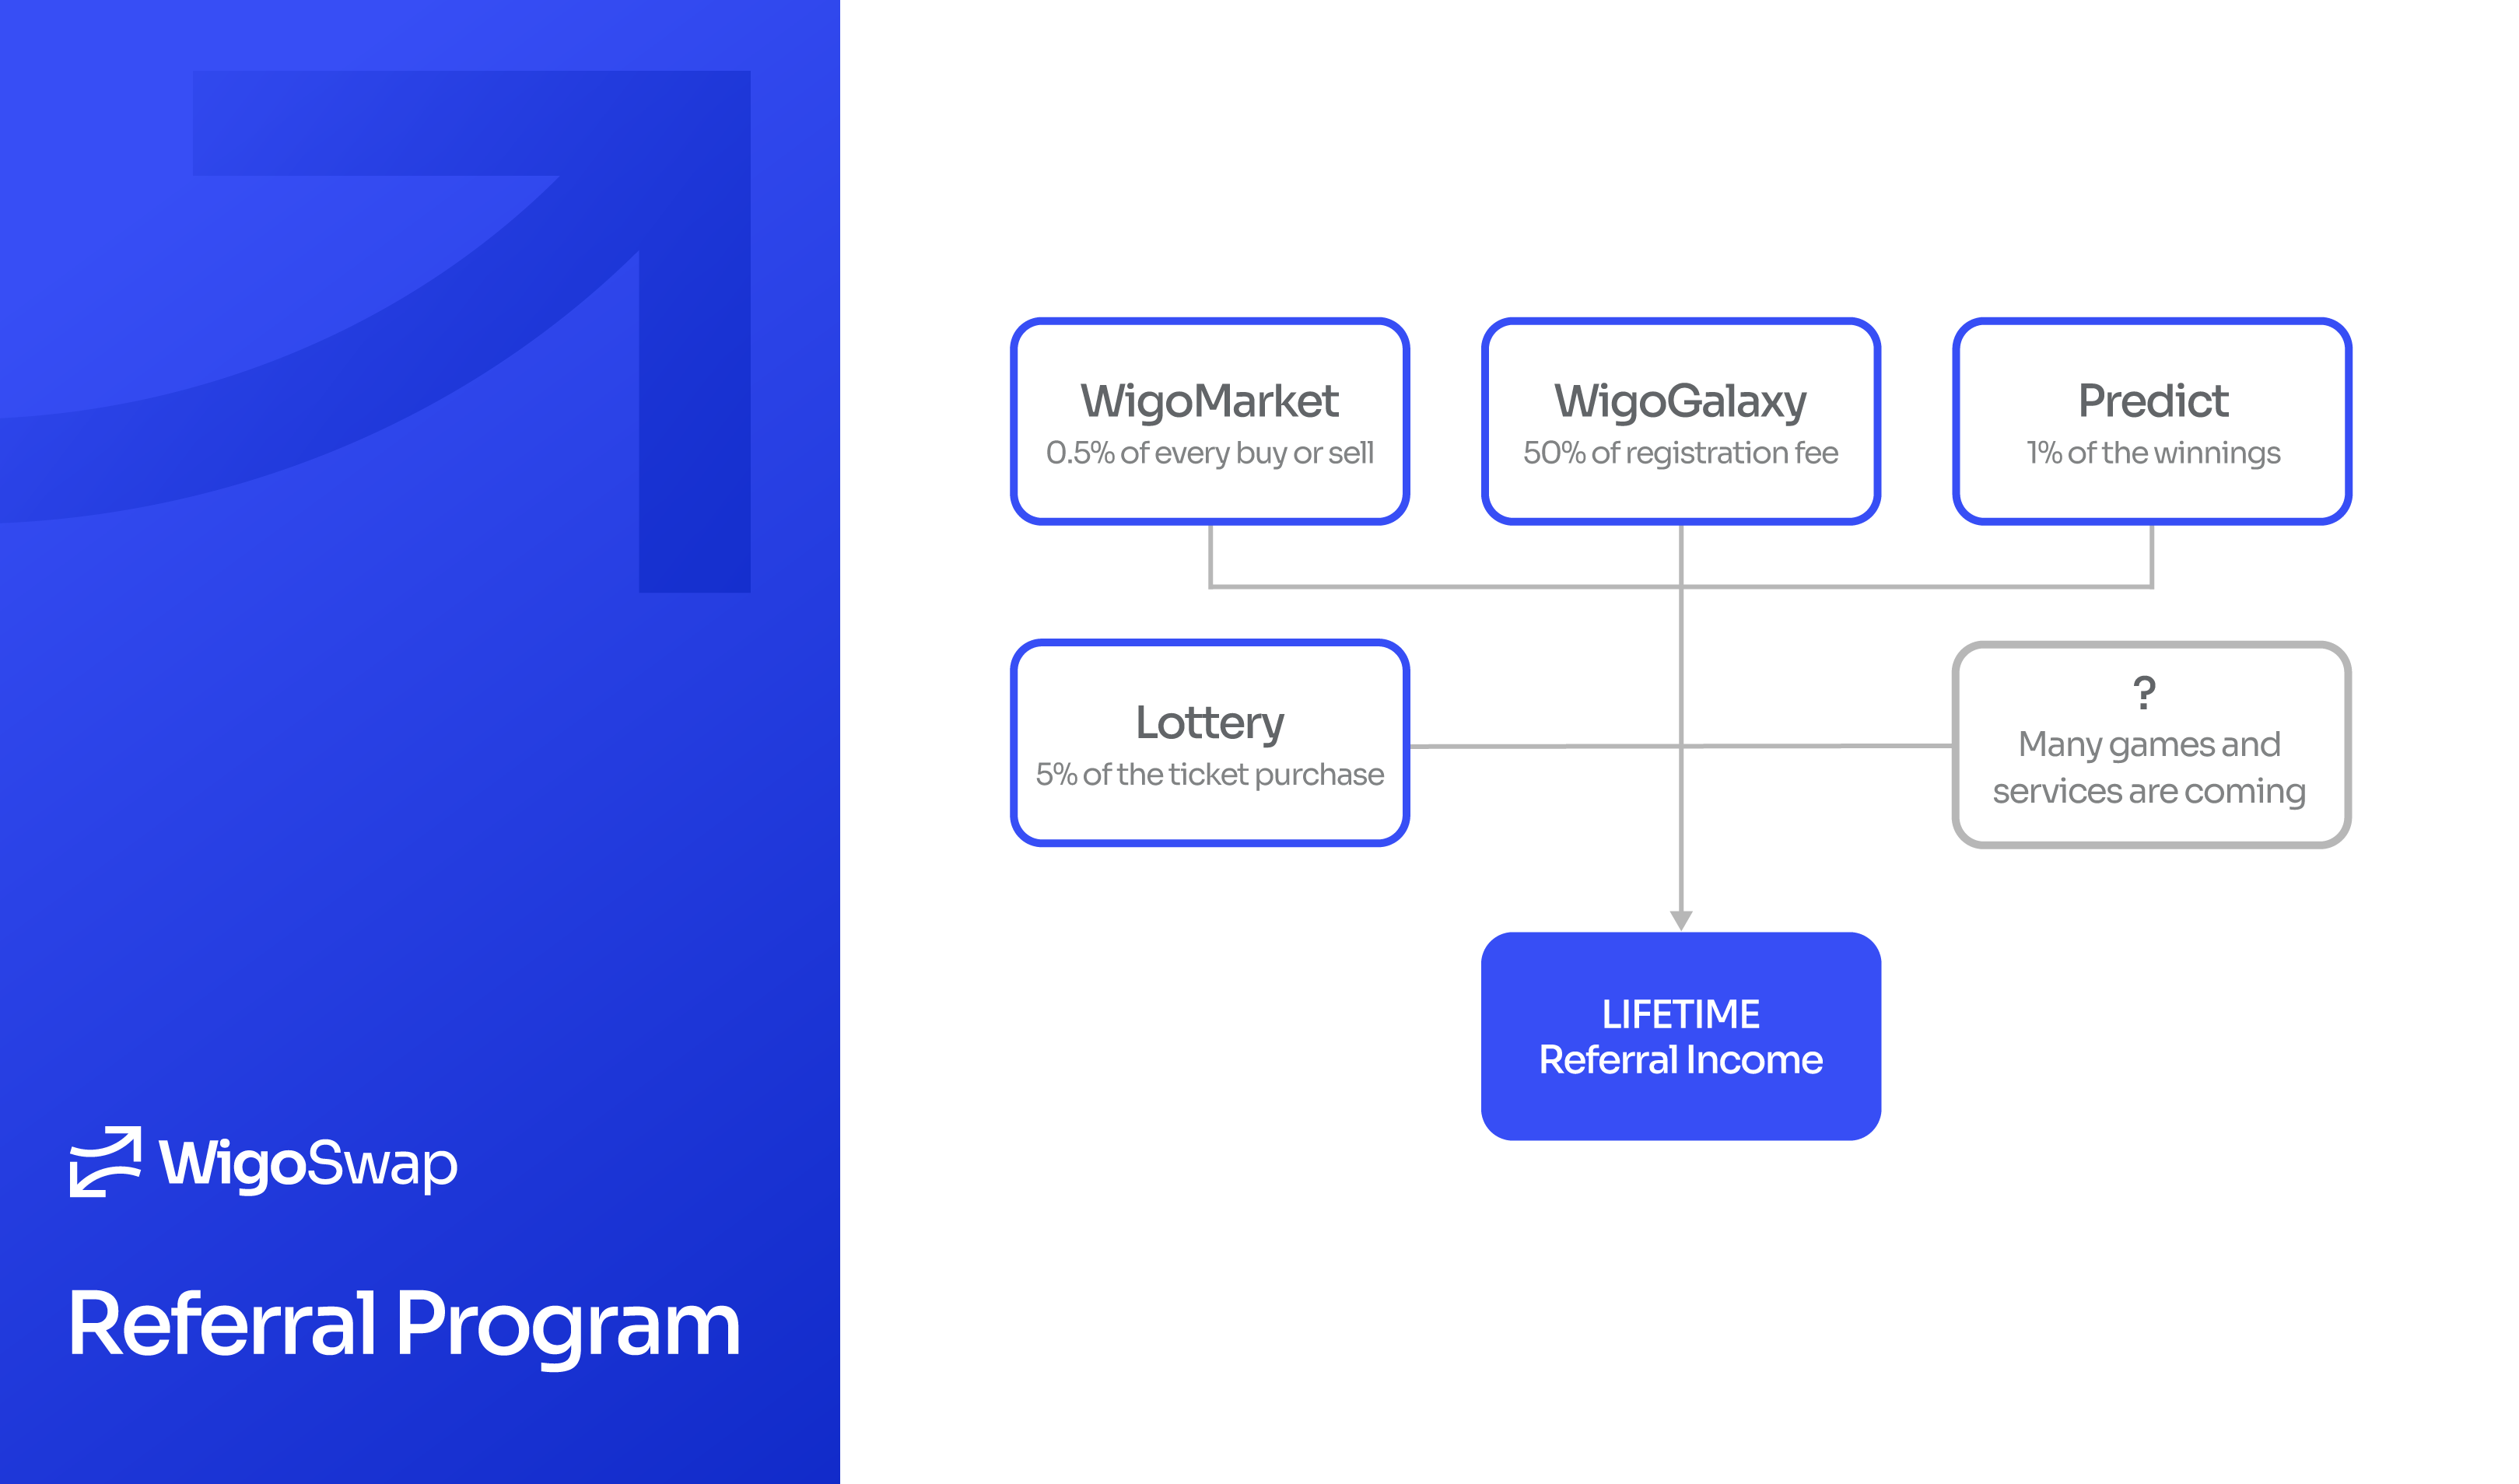 WigoSwap
Referral Program
WigoMarket
0.5% of every buy or sell
WigoGalaxy
50% of registration fee
Predict
1% of the winnings
Lottery
5% of the ticket purchase
?
Many games and
services are coming
LIFETIME
Referral Income